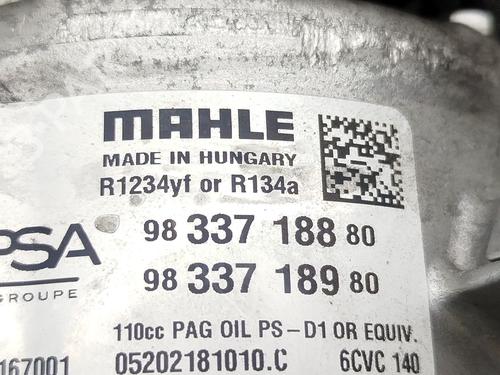 MAHLE
MADE IN HUNGARY
R1234yf or R134a
PSA
98 337 188 80
98 337 189 80
GROUPE
110cc PAG OIL PS-D1 OR EQUIV.
167001 05202181010.C 6CVC 140